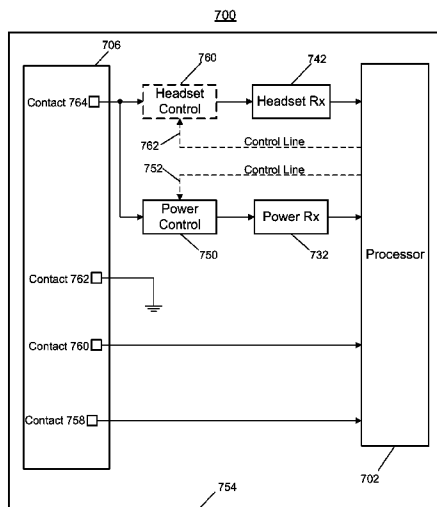 700
706
760
742
Contact 764
Headset
Control
Headset Rx
762
Control Line
752
Control Line
Power
Control
Power Rx
750
732
Processor
Contact 762
Contact 760
Contact 758
702
754